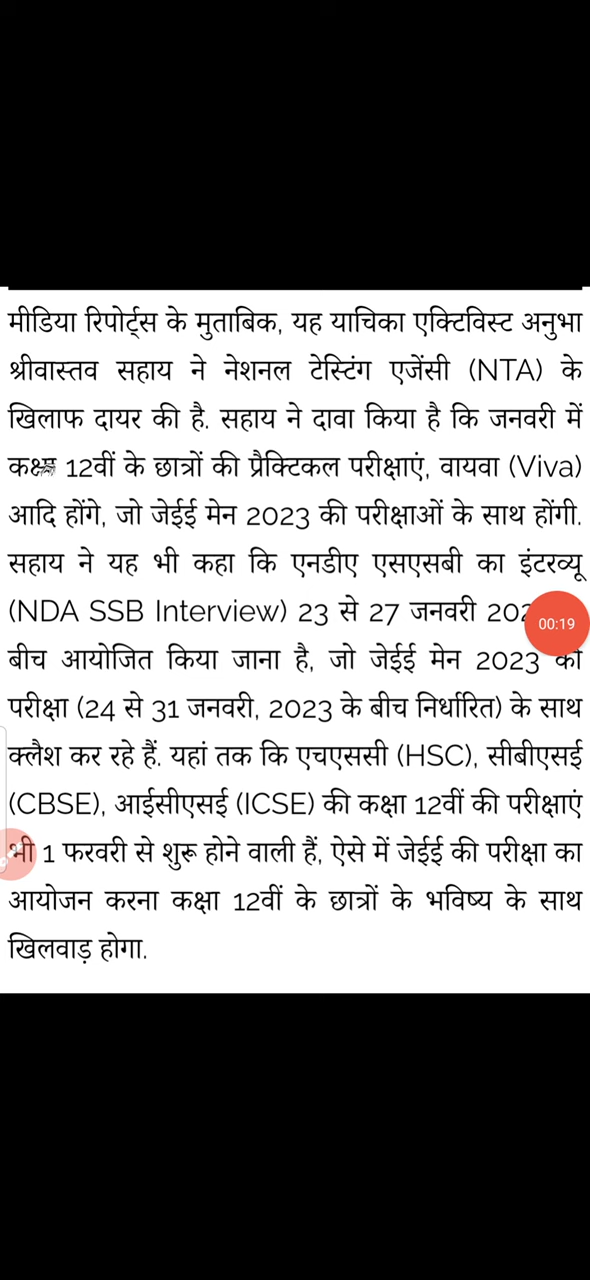 मीडिया रिपोर्ट्स के मुताबिक, यह याचिका एक्टिविस्ट अनुभा
श्रीवास्तव सहाय ने नेशनल टेस्टिंग एजेंसी (NTA) के
खिलाफ दायर की है. सहाय ने दावा किया है कि जनवरी में
12वीं के छात्रों की प्रैक्टिकल परीक्षाएं, वायवा (Viva)
आदि होंगे, जो जेईई मेन 2023 की परीक्षाओं के साथ होंगी.
सहाय ने यह भी कहा कि एनडीए एसएसबी का इंटरव्यू
(NDA SSB Interview) 23 से 27 जनवरी
00:19
बीच आयोजित किया जाना है, जो जेईई मेन 2023 की
परीक्षा (24 से 31 जनवरी, 2023 के बीच निर्धारित) के साथ
क्लैश कर रहे हैं. यहां तक कि एचएससी (HSC), सीबीएसई
(CBSE), आईसीएसई (ICSE) की कक्षा 12वीं की परीक्षाएं
भी 1 फरवरी से शुरू होने वाली हैं, ऐसे में जेईई की परीक्षा का
आयोजन करना कक्षा 12वीं के छात्रों के भविष्य के साथ
खिलवाड़ होगा.